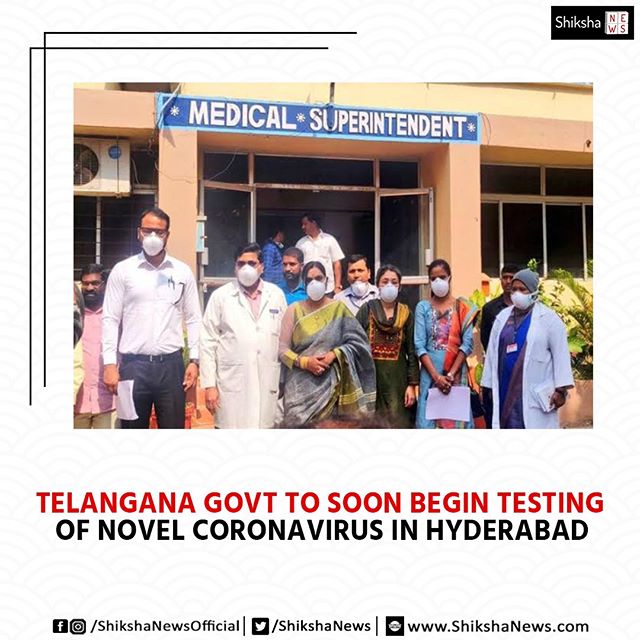 Shiksha NEWS
* MEDICAL * SUPERINTENDENT *
TELANGANA GOVT TO SOON BEGIN TESTING
OF NOVEL CORONAVIRUS IN HYDERABAD
/ShikshaNewsOfficial | /ShikshaNews | www.ShikshaNews.com